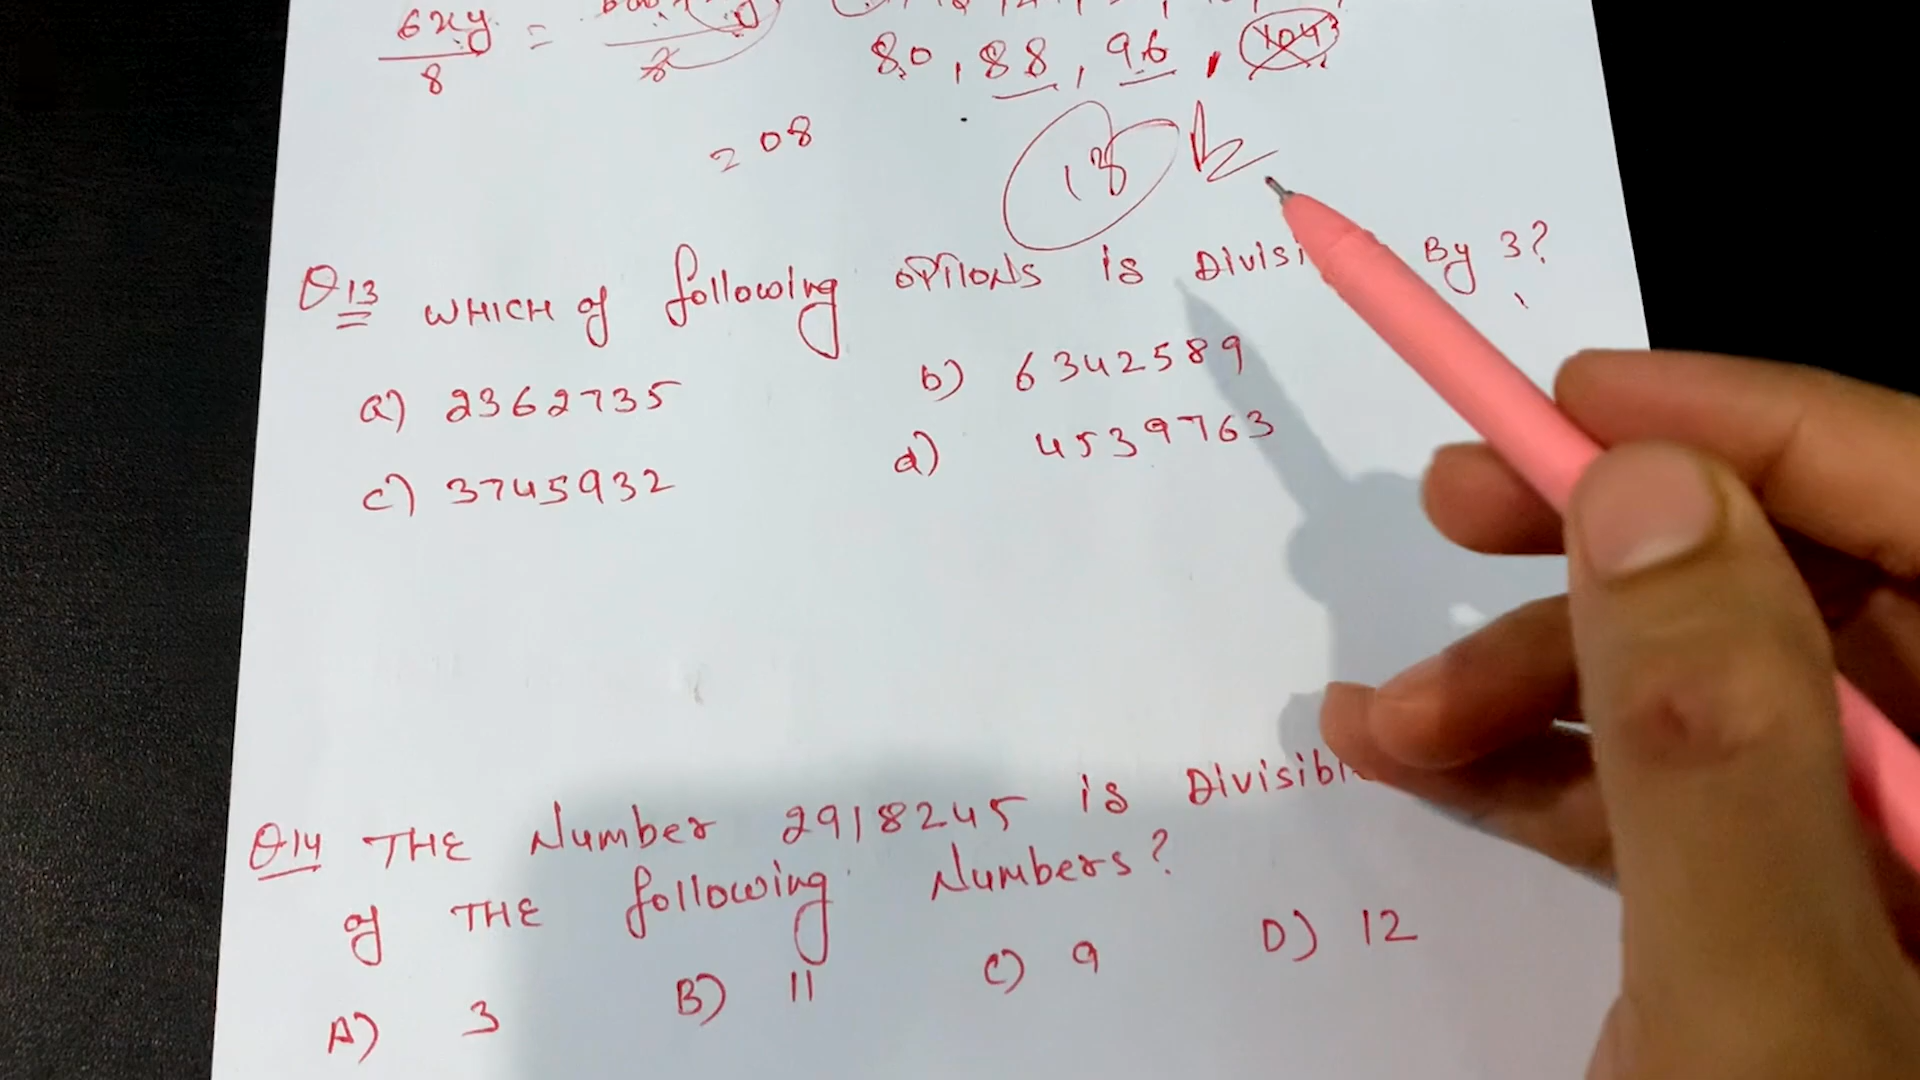 6xy =
8
80, 88, 96,
208
18
Q13 WHICH of following OPTIONS is Divisi By 3?
a) 2362735
b) 6342589
c) 3745932
d) 4539763
Q14 THE Number 2918245 is Divisibl
of THE following Numbers?
A) 3
B) 11
C) 9
D) 12